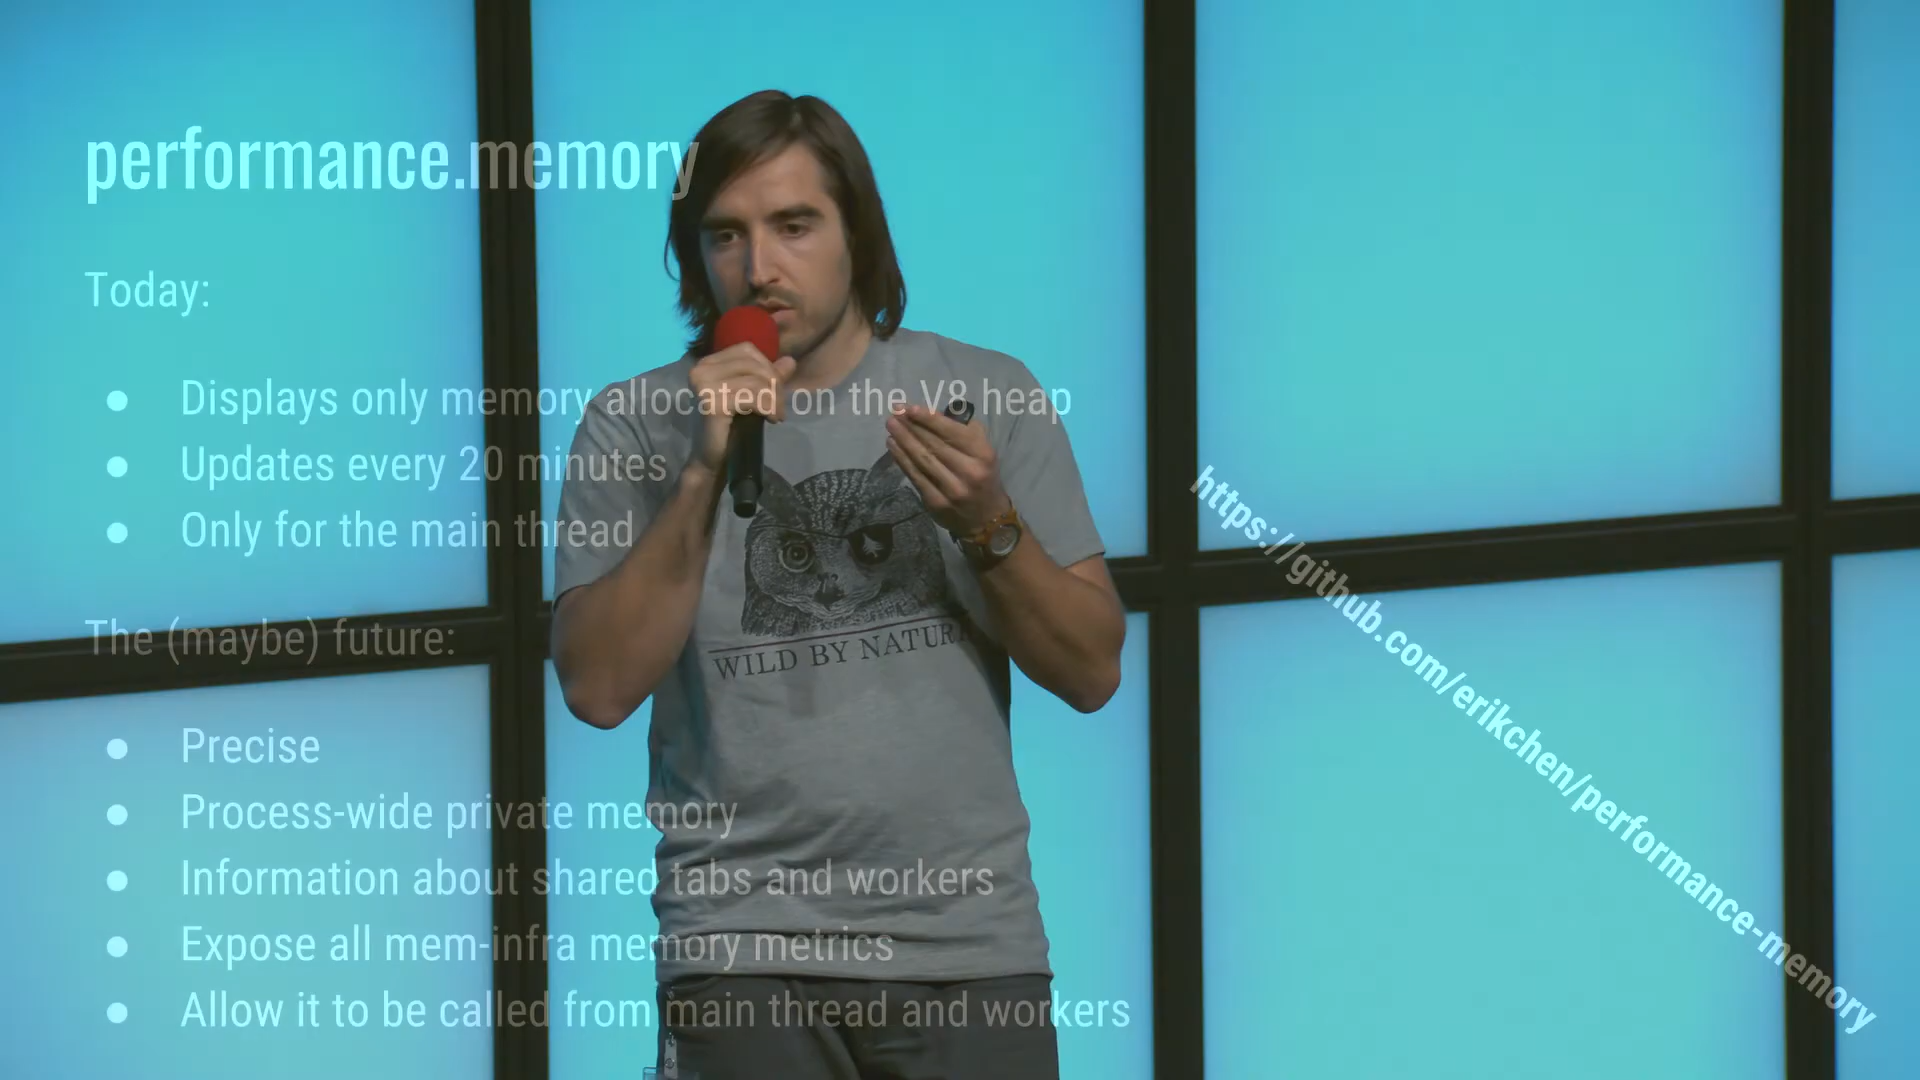 performance.memory
Today:
● Displays only memory allocated on the V8 heap
● Updates every 20 minutes
● Only for the main thread
The (maybe) future:
● Precise
● Process-wide private memory
● Information about shared tabs and workers
● Expose all mem-infra memory metrics
● Allow it to be called from main thread and workers
https://github.com/erikchen/performance-memory
WILD BY NATURE